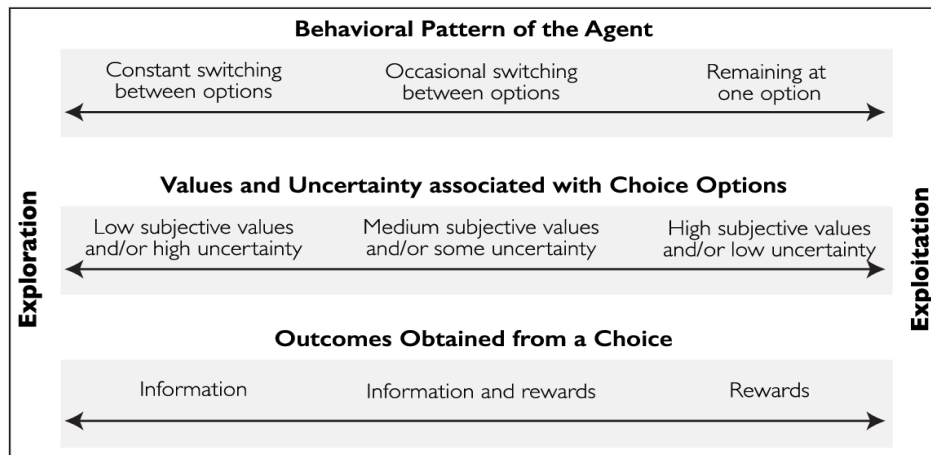 Behavioral Pattern of the Agent
Constant switching
between options
Occasional switching
between options
Remaining at
one option
Exploration
Values and Uncertainty associated with Choice Options
Low subjective values
and/or high uncertainty
Medium subjective values
and/or some uncertainty
High subjective values
and/or low uncertainty
Exploitation
Outcomes Obtained from a Choice
Information
Information and rewards
Rewards